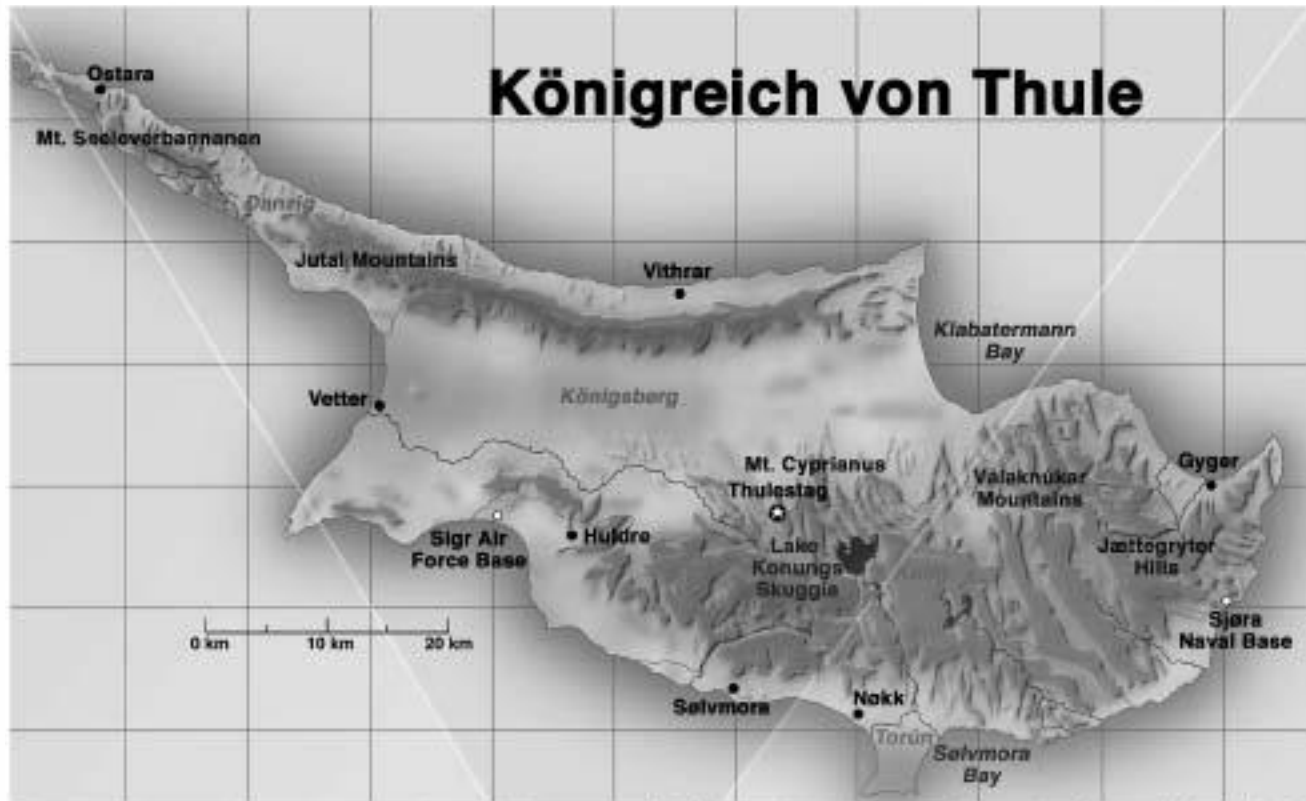 Königreich von Thule
Ostara
Mt. Seeleverbannanen
Danzig
Jutal Mountains
Vithrar
Klabatermann
Bay
Vetter
Königsberg
Mt. Cyprianus
Thulestag
Valaknukar
Mountains
Gyger
Sigr Air
Force Base
Huldre
Lake
Konungs
Skuggia
Jættegryter
Hills
0 km
10 km
20 km
Sjøra
Naval Base
Sølvmora
Nøkk
Torún
Sølvmora
Bay